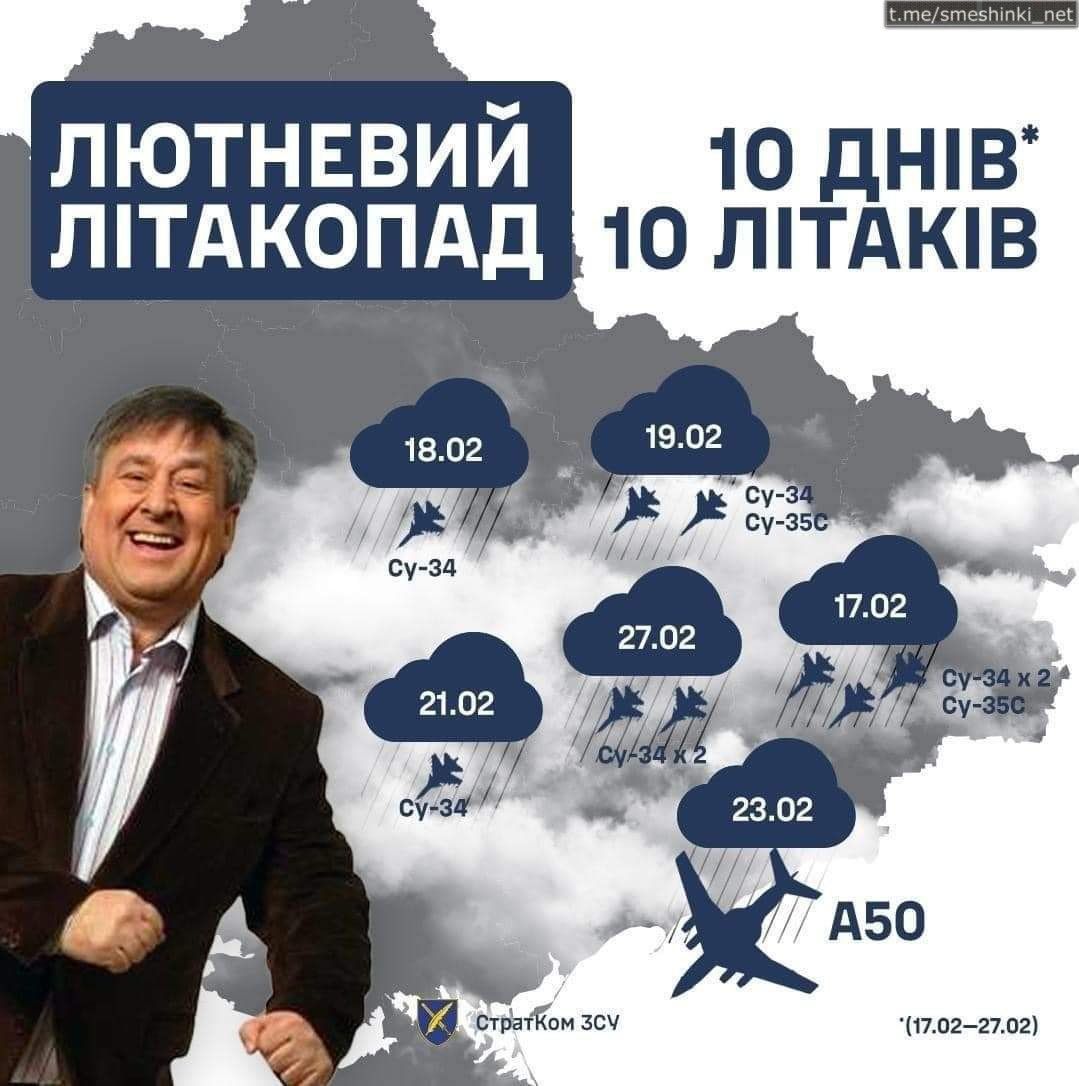 t.me/smeshinki_net
ЛЮТНЕВИЙ
ЛІТАКОПАД
10 ДНІВ*
10 ЛІТАКІВ
18.02
Су-34
19.02
Су-34
Су-35С
17.02
Су-34 х 2
Су-35С
27.02
Су-34 х 2
21.02
Су-34
23.02
А50
СтратКом ЗСУ
*(17.02–27.02)